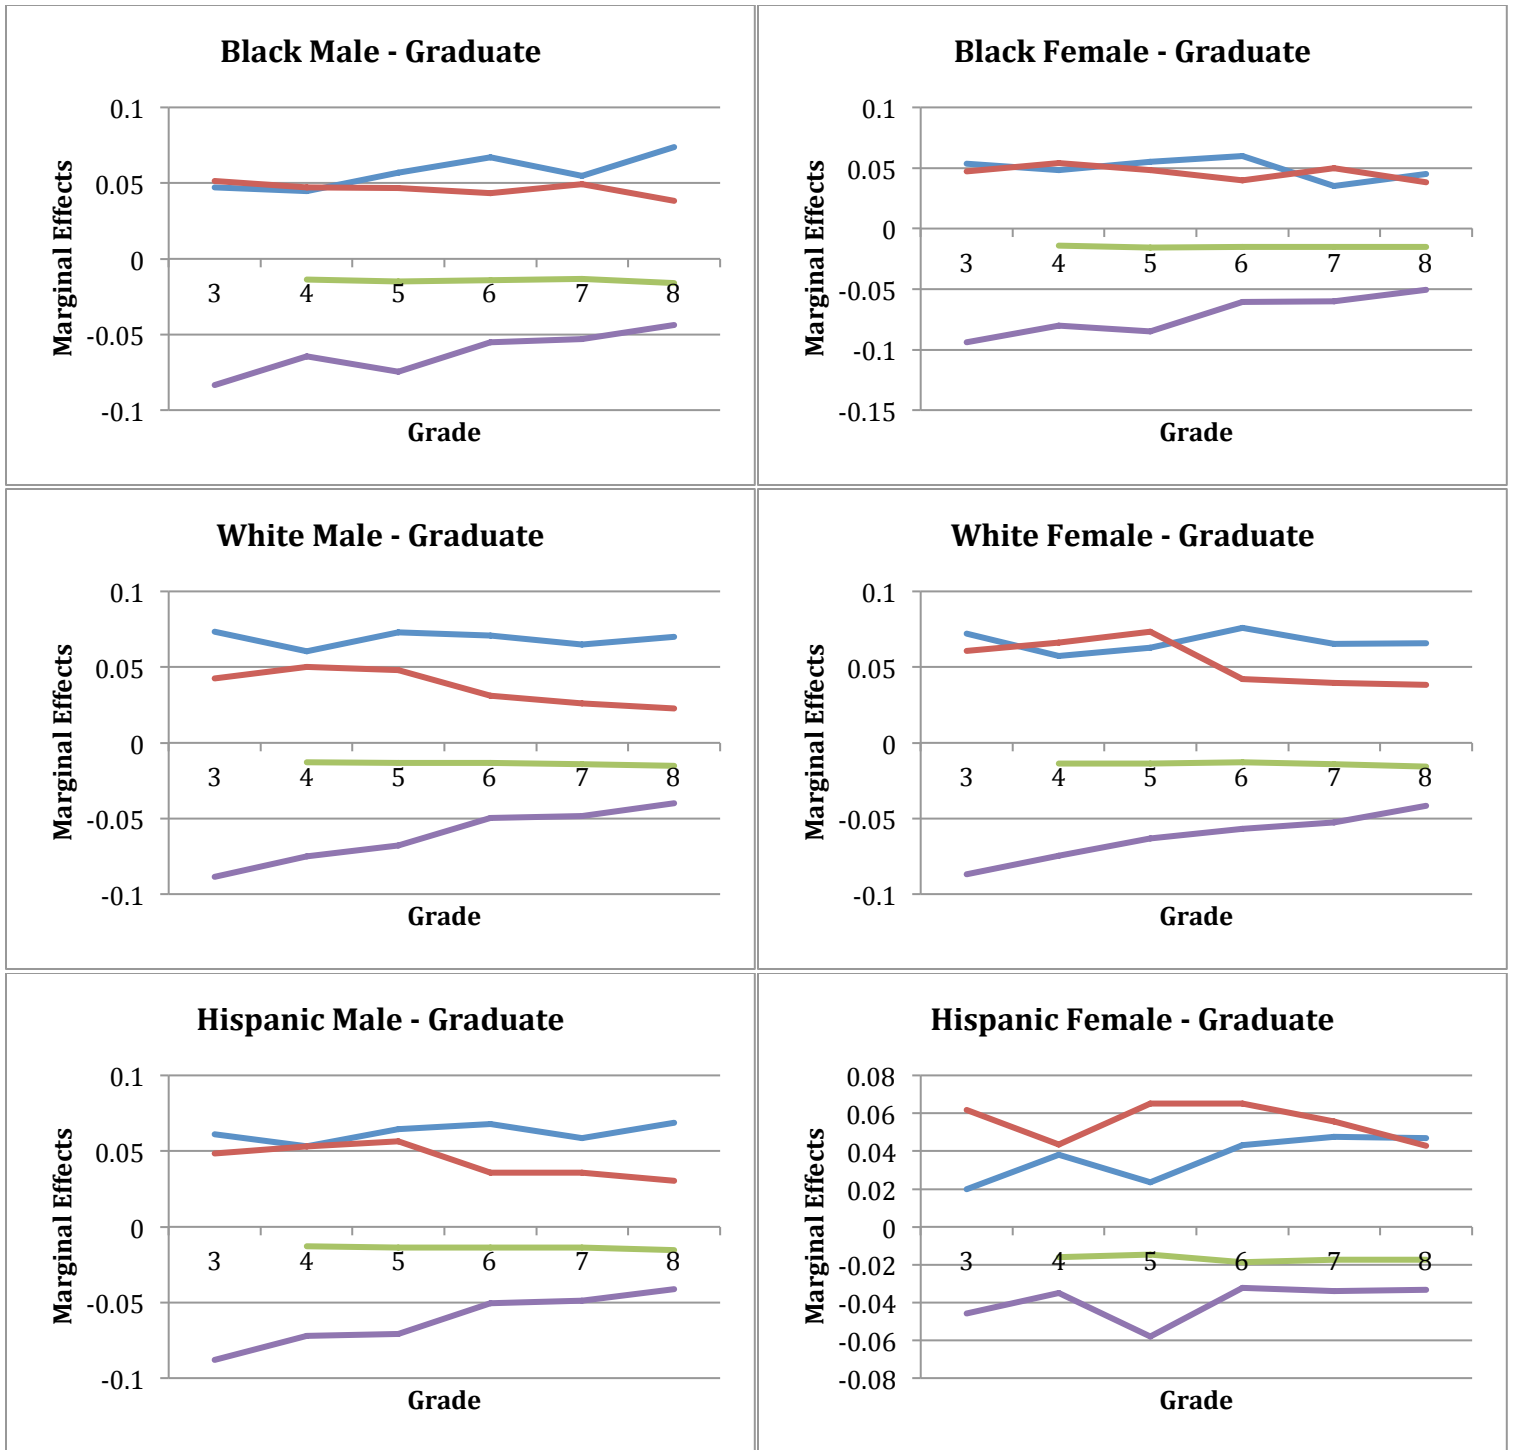 Black Male - Graduate
Marginal Effects
0.1
0.05
0
-0.05
-0.1
3 4 5 6 7 8
Grade
Black Female - Graduate
Marginal Effects
0.1
0.05
0
-0.05
-0.1
-0.15
3 4 5 6 7 8
Grade
White Male - Graduate
Marginal Effects
0.1
0.05
0
-0.05
-0.1
3 4 5 6 7 8
Grade
White Female - Graduate
Marginal Effects
0.1
0.05
0
-0.05
-0.1
3 4 5 6 7 8
Grade
Hispanic Male - Graduate
Marginal Effects
0.1
0.05
0
-0.05
-0.1
3 4 5 6 7 8
Grade
Hispanic Female - Graduate
Marginal Effects
0.08
0.06
0.04
0.02
0
-0.02
-0.04
-0.06
-0.08
3 4 5 6 7 8
Grade